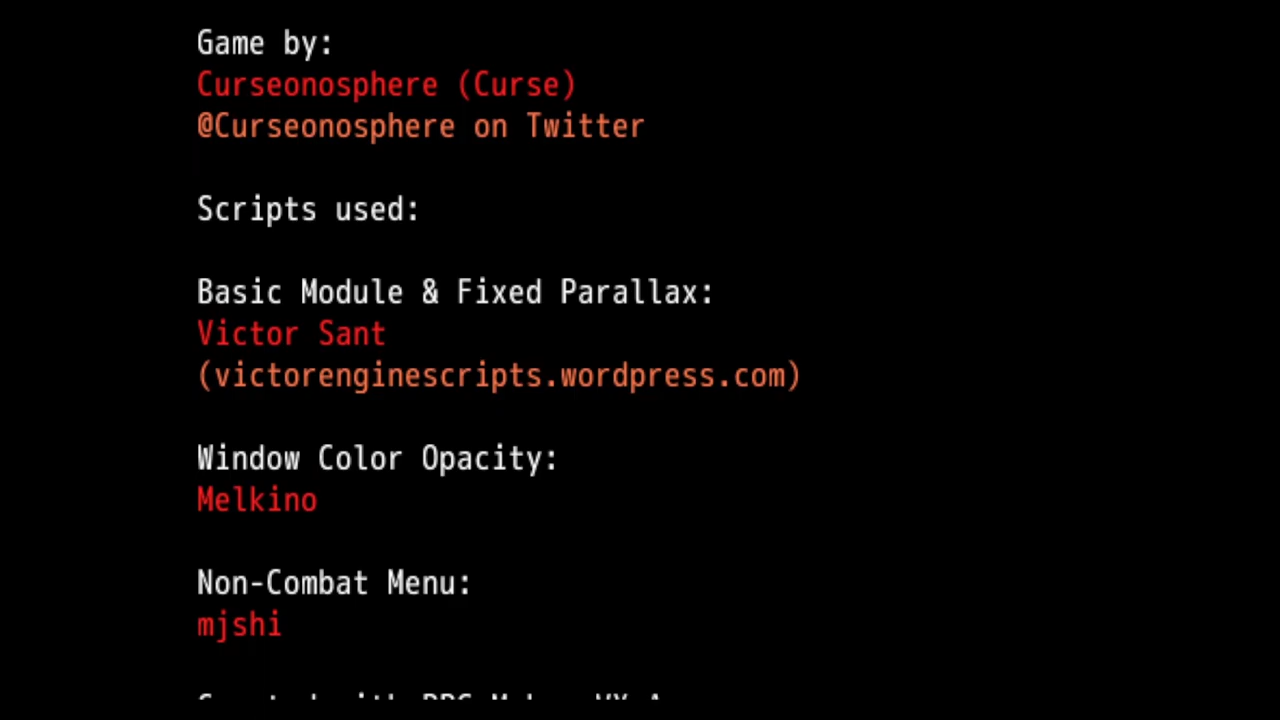 Game by:
Curseonosphere (Curse)
@Curseonosphere on Twitter
Scripts used:
Basic Module & Fixed Parallax:
Victor Sant
(victorenginescripts.wordpress.com)
Window Color Opacity:
Melkino
Non-Combat Menu:
mjshi